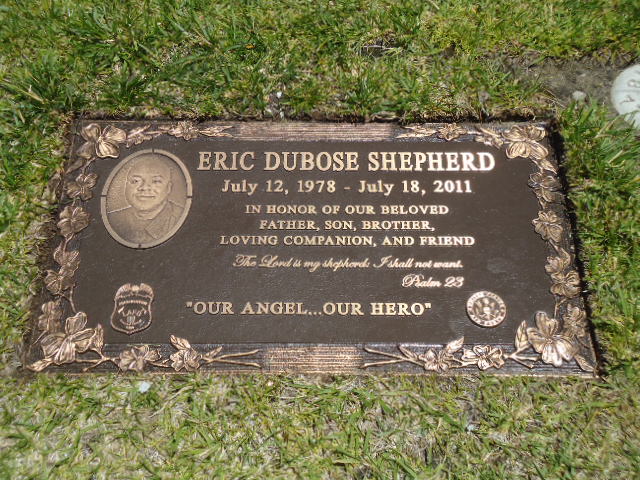 ERIC DUBOSE SHEPHERD
July 12, 1978 - July 18, 2011
IN HONOR OF OUR BELOVED
FATHER, SON, BROTHER,
LOVING COMPANION, AND FRIEND
The Lord is my shepherd; I shall not want.
Psalm 23
"OUR ANGEL...OUR HERO"